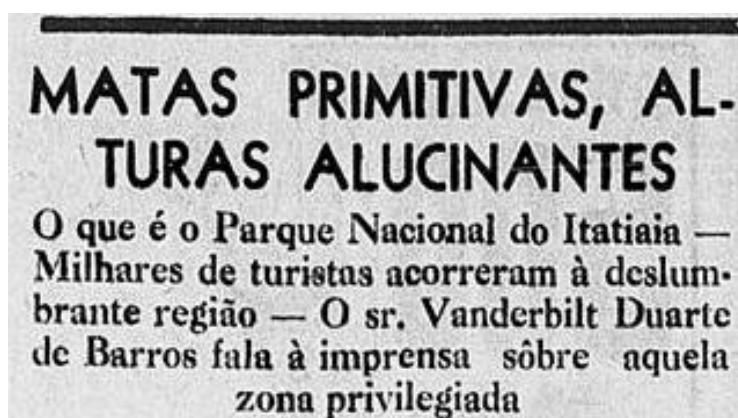 MATAS PRIMITIVAS, AL-
TURAS ALUCINANTES
O que é o Parque Nacional do Itatiaia —
Milhares de turistas acorreram à deslum-
brante região — O sr. Vanderbilt Duarte
de Barros fala à imprensa sôbre aquela
zona privilegiada